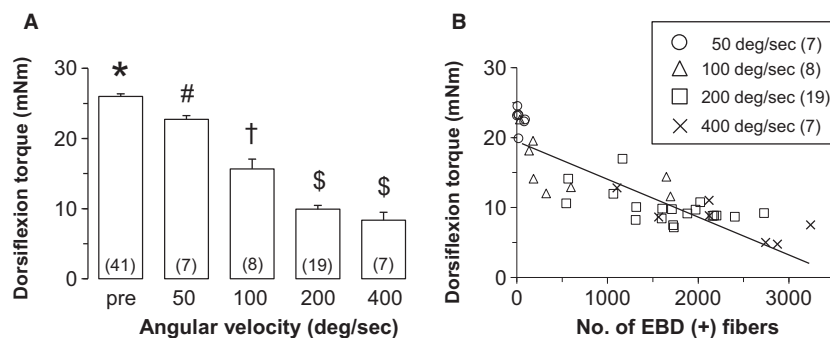 A
Dorsiflexion torque (mNm)
30
20
10
0
*
#
†
$
$
(41)
(7)
(8)
(19)
(7)
pre
50
100
200
400
Angular velocity (deg/sec)
B
Dorsiflexion torque (mNm)
30
20
10
0
50 deg/sec (7)
100 deg/sec (8)
200 deg/sec (19)
400 deg/sec (7)
0
1000
2000
3000
No. of EBD (+) fibers